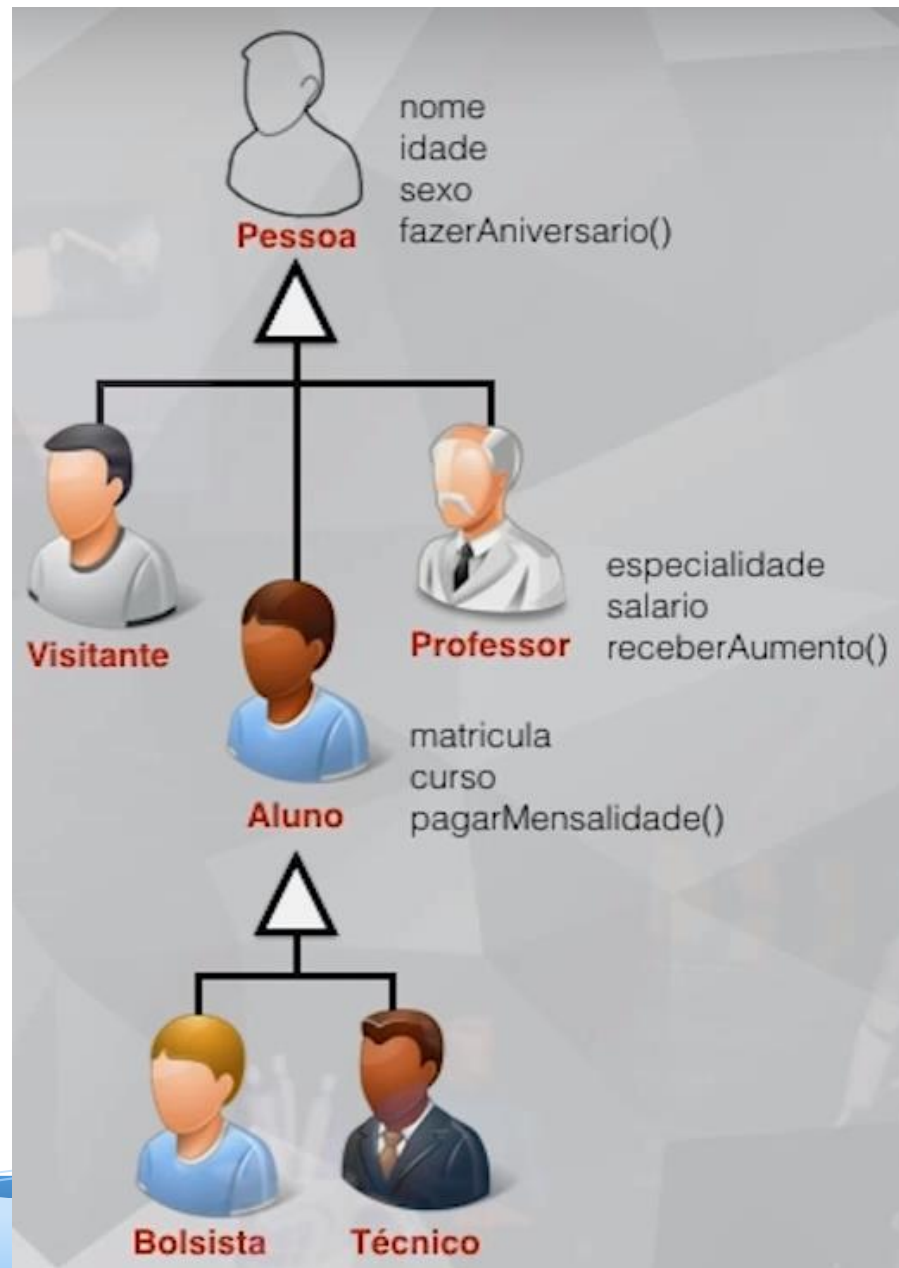 nome
idade
sexo
fazerAniversario()
Pessoa
Visitante
Professor
especialidade
salario
receberAumento()
Aluno
matricula
curso
pagarMensalidade()
Bolsista
Técnico